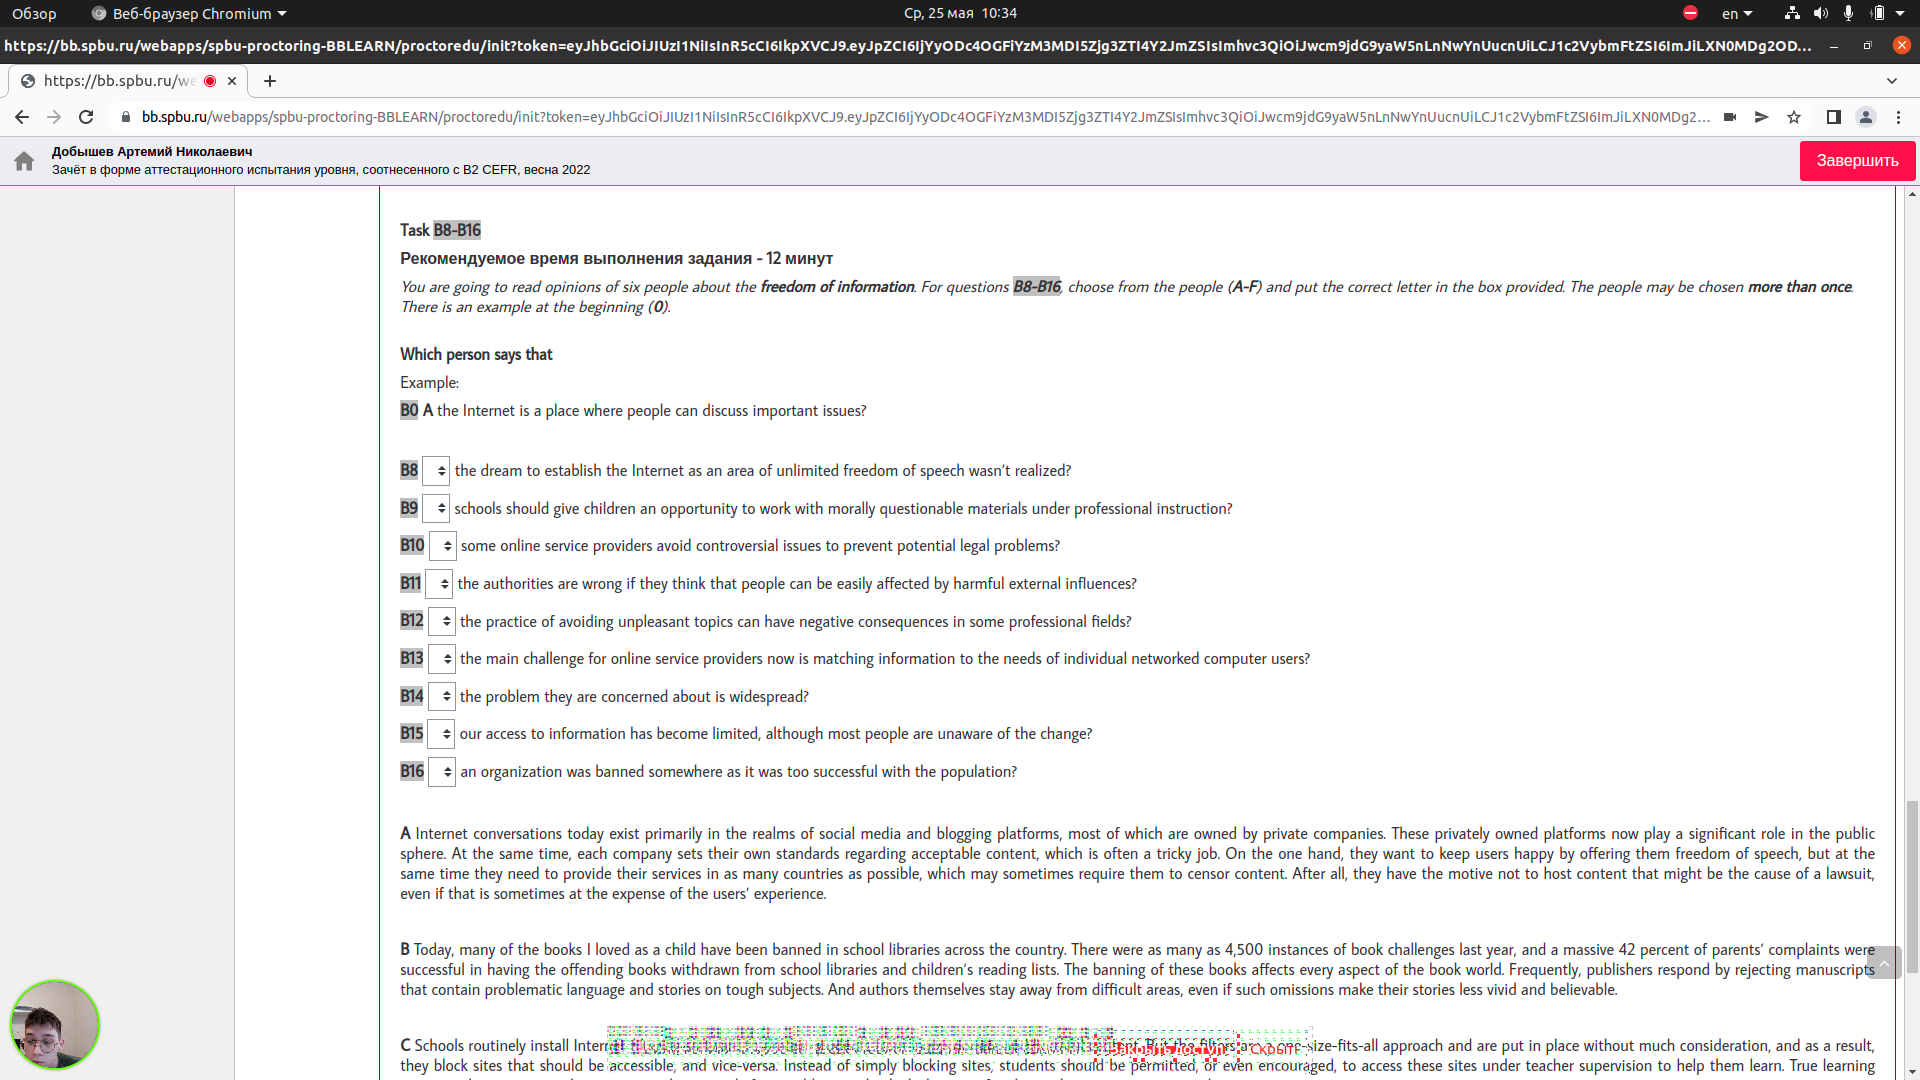 Обзор
Веб-браузер Chromium
Ср, 25 мая 10:34
en
https://bb.spbu.ru/webapps/spbu-proctoring-BBLEARN/proctoredu/init?
https://bb.spbu.ru/we
bb.spbu.ru/webapps/spbu-proctoring-BBLEARN/proctoredu/init?
Добышев Артемий Николаевич
Зачёт в форме аттестационного испытания уровня, соотнесенного с B2 CEFR, весна 2022
Завершить
Task B8-B16
Рекомендуемое время выполнения задания - 12 минут
You are going to read opinions of six people about the freedom of information. For questions B8-B16, choose from the people (A-F) and put the correct letter in the box provided. The people may be chosen more than once.
There is an example at the beginning (0).
Which person says that
Example:
B0 A the Internet is a place where people can discuss important issues?
B8 the dream to establish the Internet as an area of unlimited freedom of speech wasn't realized?
B9 schools should give children an opportunity to work with morally questionable materials under professional instruction?
B10 some online service providers avoid controversial issues to prevent potential legal problems?
B11 the authorities are wrong if they think that people can be easily affected by harmful external influences?
B12 the practice of avoiding unpleasant topics can have negative consequences in some professional fields?
B13 the main challenge for online service providers now is matching information to the needs of individual networked computer users?
B14 the problem they are concerned about is widespread?
B15 our access to information has become limited, although most people are unaware of the change?
B16 an organization was banned somewhere as it was too successful with the population?
A Internet conversations today exist primarily in the realms of social media and blogging platforms, most of which are owned by private companies. These privately owned platforms now play a significant role in the public
sphere. At the same time, each company sets their own standards regarding acceptable content, which is often a tricky job. On the one hand, they want to keep users happy by offering them freedom of speech, but at the
same time they need to provide their services in as many countries as possible, which may sometimes require them to censor content. After all, they have the motive not to host content that might be the cause of a lawsuit,
even if that is sometimes at the expense of the users' experience.
B Today, many of the books I loved as a child have been banned in school libraries across the country. There were as many as 4,500 instances of book challenges last year, and a massive 42 percent of parents' complaints were
successful in having the offending books withdrawn from school libraries and children's reading lists. The banning of these books affects every aspect of the book world. Frequently, publishers respond by rejecting manuscripts
that contain problematic language and stories on tough subjects. And authors themselves stay away from difficult areas, even if such omissions make their stories less vivid and believable.
C Schools routinely install
Закрыть доступ
Скрыть
size-fits-all approach and are put in place without much consideration, and as a result,
they block sites that should be accessible, and vice-versa. Instead of simply blocking sites, students should be permitted, or even encouraged, to access these sites under teacher supervision to help them learn. True learning